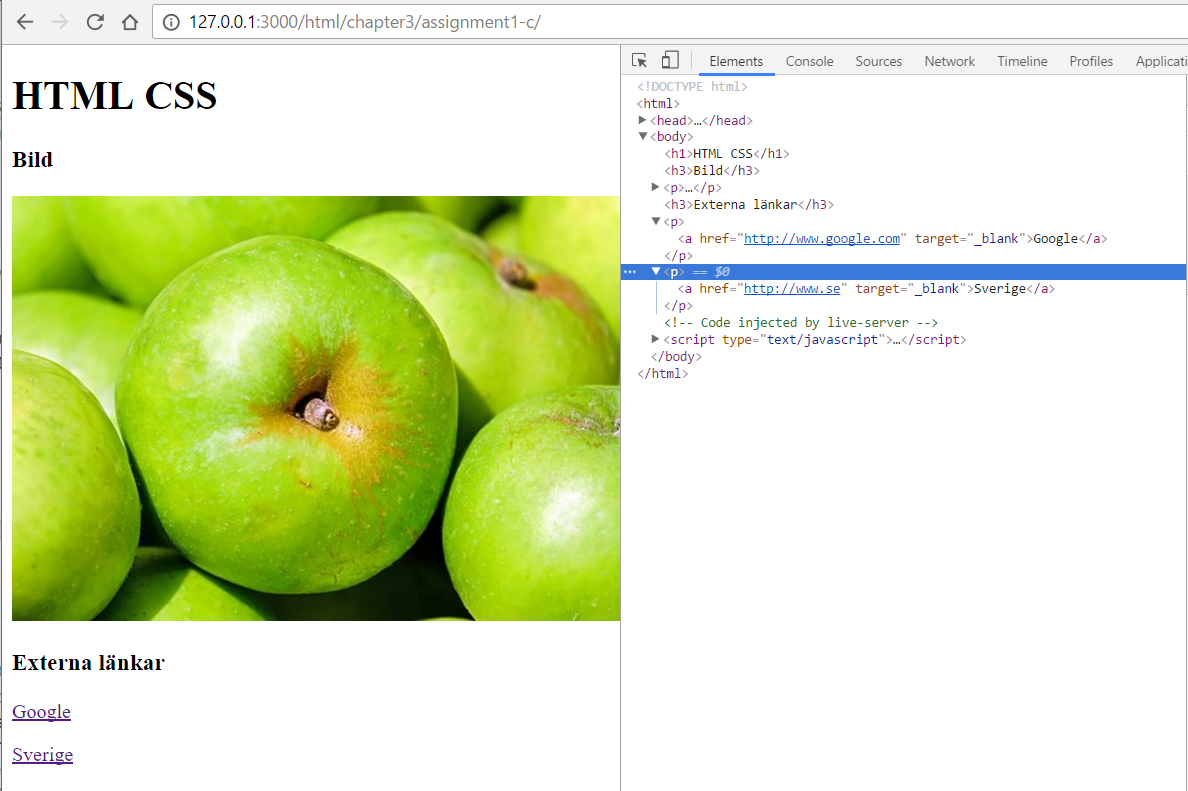 127.0.0.1:3000/html/chapter3/assignment1-c/
HTML CSS
Bild
Externa länkar
Google
Sverige
Elements Console Sources Network Timeline Profiles Applicati
<!DOCTYPE html>
<html>
<head>…</head>
<body>
<h1>HTML CSS</h1>
<h3>Bild</h3>
<p>…</p>
<h3>Externa länkar</h3>
<p>
<a href="http://www.google.com" target="_blank">Google</a>
</p>
<p> == $0
<a href="http://www.se" target="_blank">Sverige</a>
</p>
<!-- Code injected by live-server -->
<script type="text/javascript">…</script>
</body>
</html>